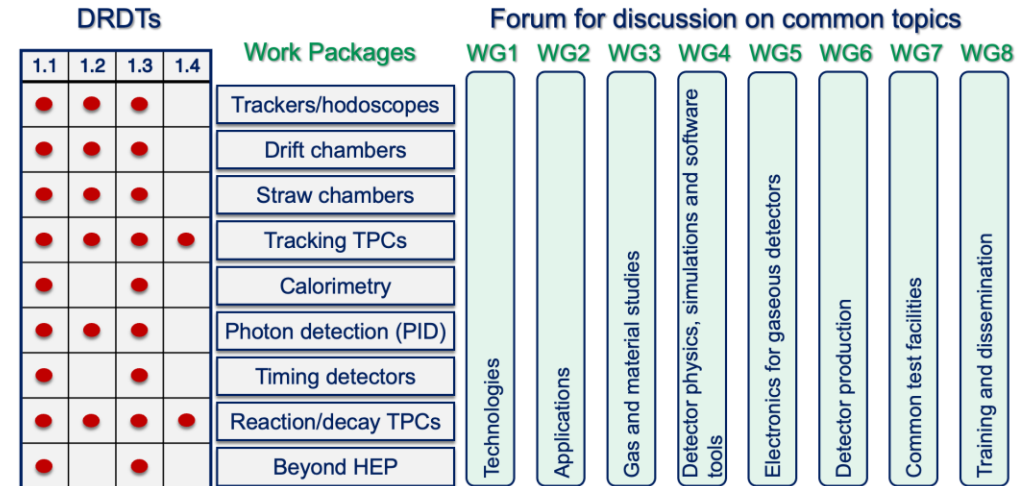 DRDTs
Forum for discussion on common topics
1.1 1.2 1.3 1.4
Work Packages
WG1 WG2 WG3 WG4 WG5 WG6 WG7 WG8
Trackers/hodoscopes
Drift chambers
Straw chambers
Tracking TPCs
Calorimetry
Photon detection (PID)
Timing detectors
Reaction/decay TPCs
Beyond HEP
Technologies
Applications
Gas and material studies
Detector physics, simulations and software
tools
Electronics for gaseous detectors
Detector production
Common test facilities
Training and dissemination